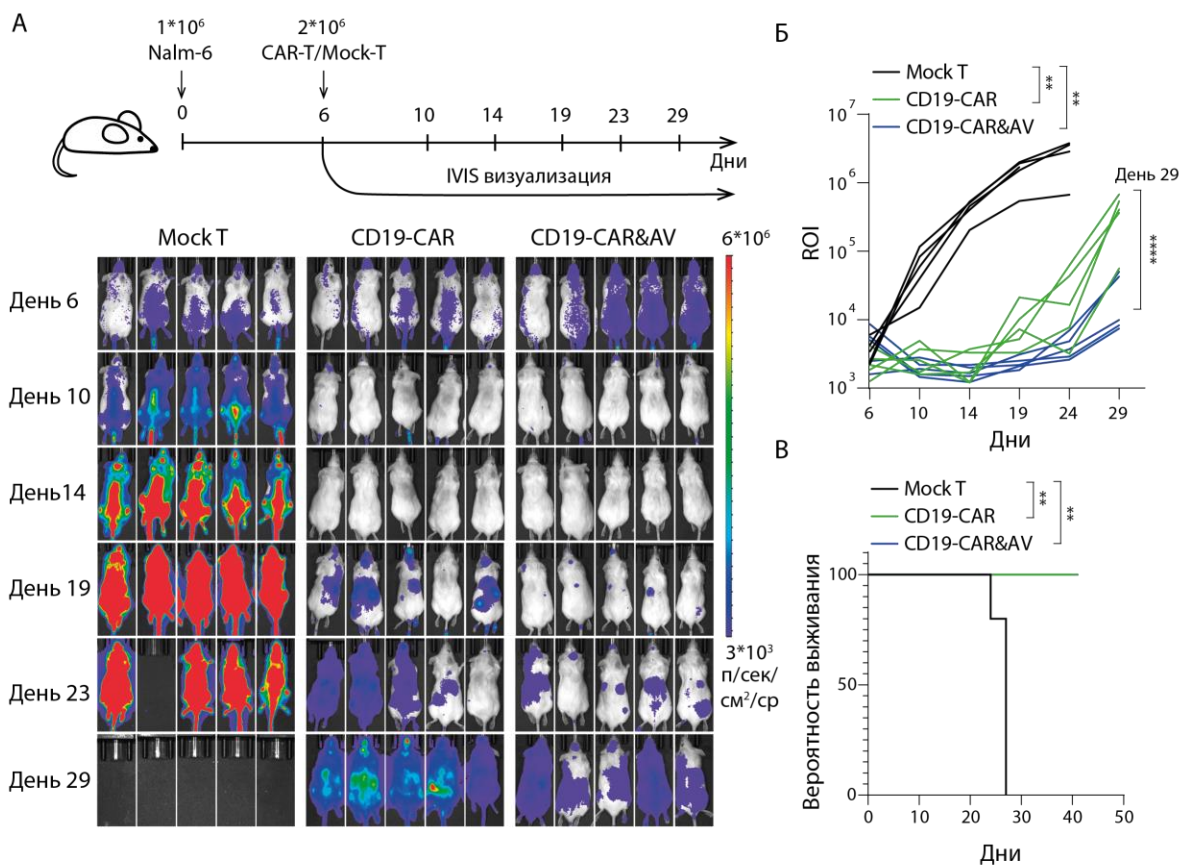 А
1*10⁶
Nalm-6
2*10⁶
CAR-T/Mock-T
0 6 10 14 19 23 29
Дни
IVIS визуализация
Mock T CD19-CAR CD19-CAR&AV
День 6
День 10
День14
День 19
День 23
День 29
6*10⁶
3*10³
п/сек/
см²/ср
Б
Mock T
CD19-CAR
CD19-CAR&AV
**
**
День 29
****
ROI
10⁷
10⁶
10⁵
10⁴
10³
6 10 14 19 24 29
Дни
В
Mock T
CD19-CAR
CD19-CAR&AV
**
**
Вероятность выживания
100
50
0
0 10 20 30 40 50
Дни